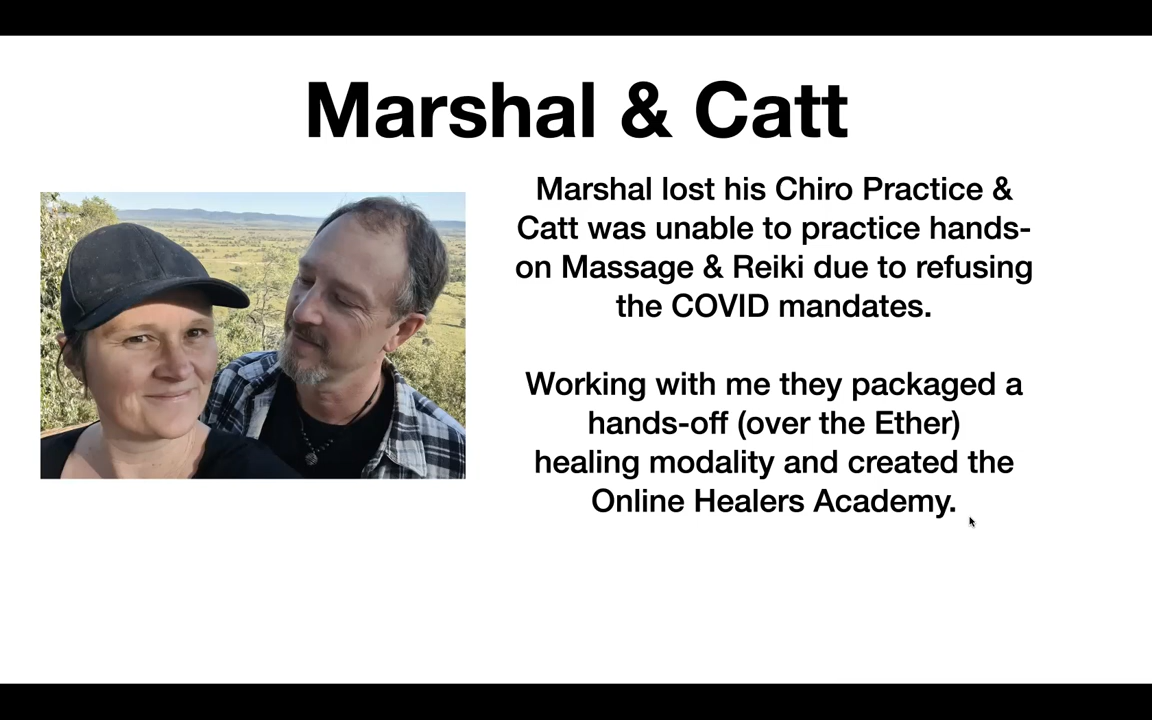 Marshal & Catt
Marshal lost his Chiro Practice &
Catt was unable to practice hands-
on Massage & Reiki due to refusing
the COVID mandates.
Working with me they packaged a
hands-off (over the Ether)
healing modality and created the
Online Healers Academy.